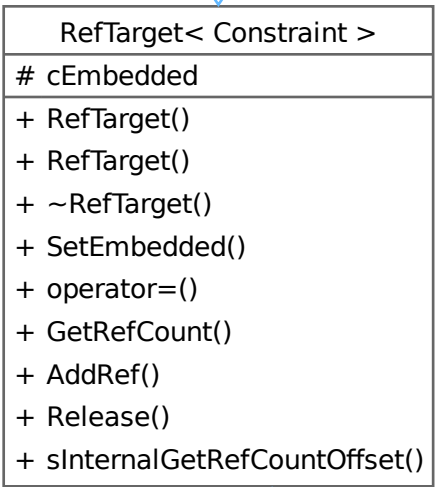 RefTarget< Constraint >
# cEmbedded
+ RefTarget()
+ RefTarget()
+ ~RefTarget()
+ SetEmbedded()
+ operator=()
+ GetRefCount()
+ AddRef()
+ Release()
+ sInternalGetRefCountOffset()